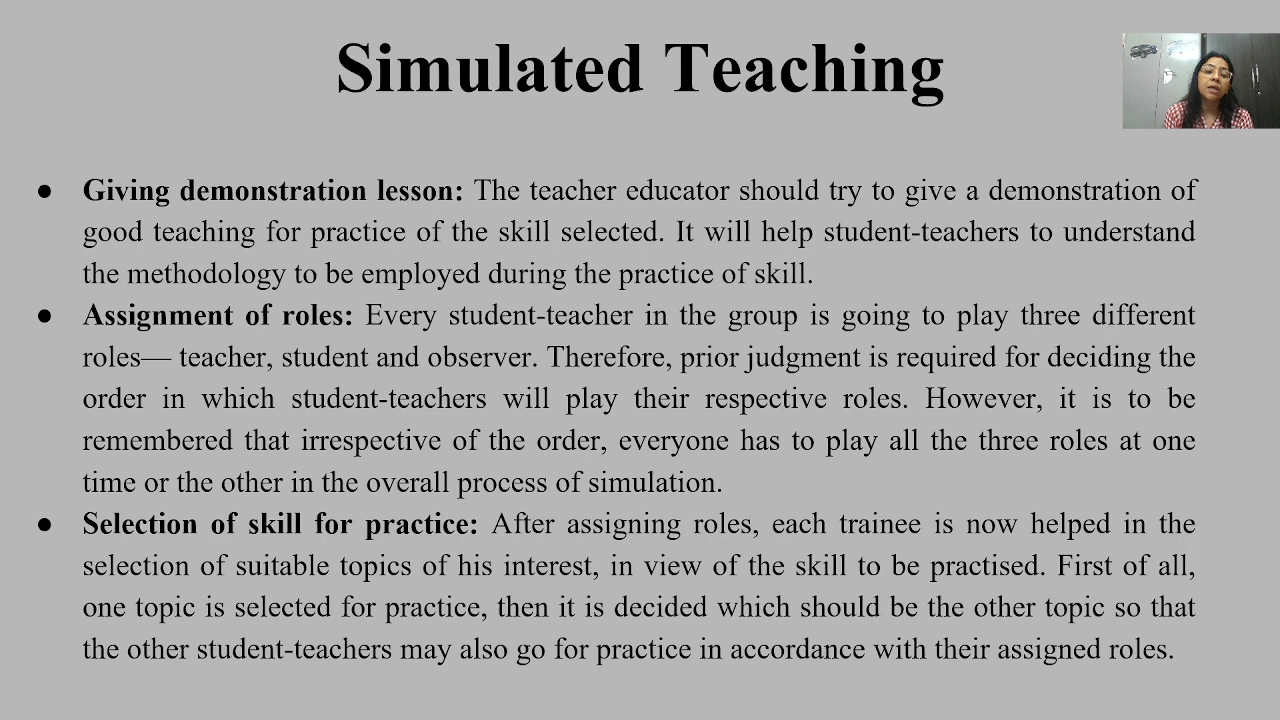 Simulated Teaching
● Giving demonstration lesson: The teacher educator should try to give a demonstration of
good teaching for practice of the skill selected. It will help student-teachers to understand
the methodology to be employed during the practice of skill.
● Assignment of roles: Every student-teacher in the group is going to play three different
roles— teacher, student and observer. Therefore, prior judgment is required for deciding the
order in which student-teachers will play their respective roles. However, it is to be
remembered that irrespective of the order, everyone has to play all the three roles at one
time or the other in the overall process of simulation.
● Selection of skill for practice: After assigning roles, each trainee is now helped in the
selection of suitable topics of his interest, in view of the skill to be practised. First of all,
one topic is selected for practice, then it is decided which should be the other topic so that
the other student-teachers may also go for practice in accordance with their assigned roles.